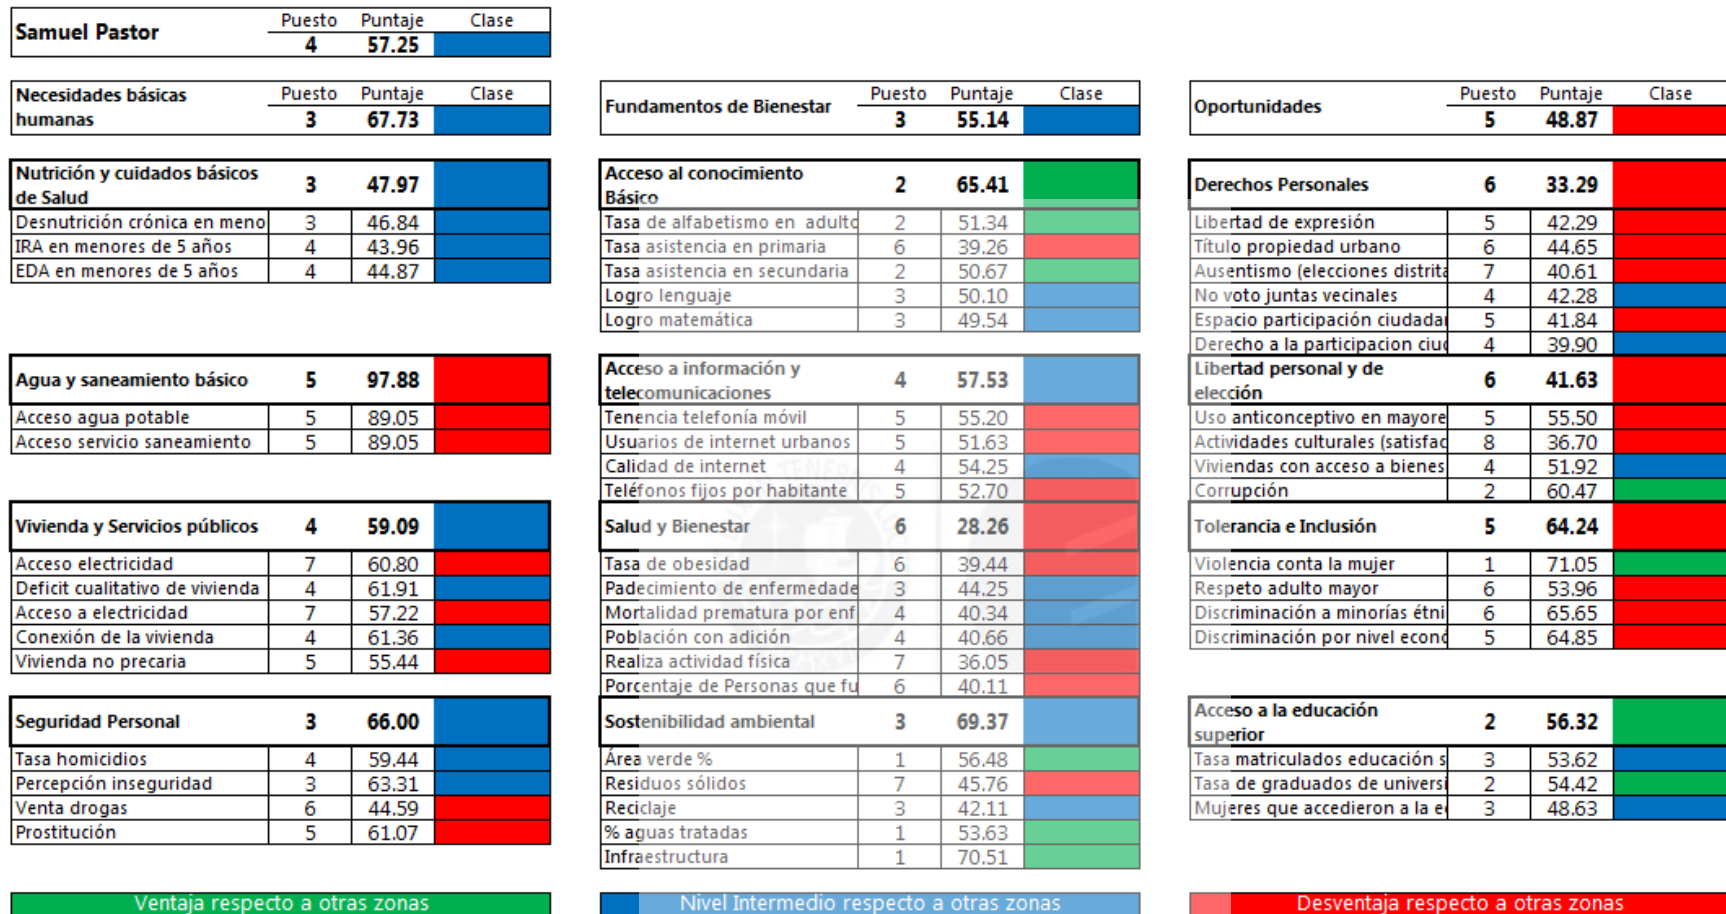 Samuel Pastor Puesto Puntaje Clase
4 57.25
Necesidades básicas humanas Puesto Puntaje Clase
3 67.73
Nutrición y cuidados básicos de Salud 3 47.97
Desnutrición crónica en meno 3 46.84
IRA en menores de 5 años 4 43.96
EDA en menores de 5 años 4 44.87
Agua y saneamiento básico 5 97.88
Acceso agua potable 5 89.05
Acceso servicio saneamiento 5 89.05
Vivienda y Servicios públicos 4 59.09
Acceso electricidad 7 60.80
Deficit cualitativo de vivienda 4 61.91
Acceso a electricidad 7 57.22
Conexión de la vivienda 4 61.36
Vivienda no precaria 5 55.44
Seguridad Personal 3 66.00
Tasa homicidios 4 59.44
Percepción inseguridad 3 63.31
Venta drogas 6 44.59
Prostitución 5 61.07
Ventaja respecto a otras zonas
Fundamentos de Bienestar Puesto Puntaje Clase
3 55.14
Acceso al conocimiento Básico 2 65.41
Tasa de alfabetismo en adulto 2 51.34
Tasa asistencia en primaria 6 39.26
Tasa asistencia en secundaria 2 50.67
Logro lenguaje 3 50.10
Logro matemática 3 49.54
Acceso a información y telecomunicaciones 4 57.53
Tenencia telefonía móvil 5 55.20
Usuarios de internet urbanos 5 51.63
Calidad de internet 4 54.25
Teléfonos fijos por habitante 5 52.70
Salud y Bienestar 6 28.26
Tasa de obesidad 6 39.44
Padecimiento de enfermedade 3 44.25
Mortalidad prematura por enf 4 40.34
Población con adición 4 40.66
Realiza actividad física 7 36.05
Porcentaje de Personas que fu 6 40.11
Sostenibilidad ambiental 3 69.37
Área verde % 1 56.48
Residuos sólidos 7 45.76
Reciclaje 3 42.11
% aguas tratadas 1 53.63
Infraestructura 1 70.51
Nivel Intermedio respecto a otras zonas
Oportunidades Puesto Puntaje Clase
5 48.87
Derechos Personales 6 33.29
Libertad de expresión 5 42.29
Título propiedad urbano 6 44.65
Ausentismo (elecciones distrita 7 40.61
No voto juntas vecinales 4 42.28
Espacio participación ciudadan 5 41.84
Derecho a la participacion ciud 4 39.90
Libertad personal y de elección 6 41.63
Uso anticonceptivo en mayore 5 55.50
Actividades culturales (satisfac 8 36.70
Viviendas con acceso a bienes 4 51.92
Corrupción 2 60.47
Tolerancia e Inclusión 5 64.24
Violencia conta la mujer 1 71.05
Respeto adulto mayor 6 53.96
Discriminación a minorías étni 6 65.65
Discriminación por nivel econó 5 64.85
Acceso a la educación superior 2 56.32
Tasa matriculados educación s 3 53.62
Tasa de graduados de universi 2 54.42
Mujeres que accedieron a la e 3 48.63
Desventaja respecto a otras zonas